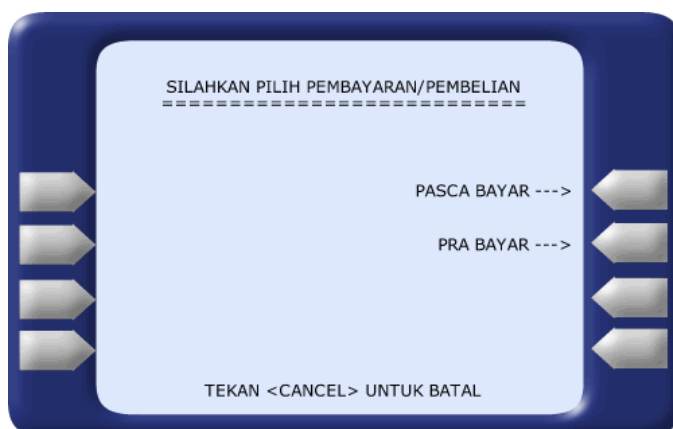 SILAHKAN PILIH PEMBAYARAN/PEMBELIAN
===========================
PASCA BAYAR --->
PRA BAYAR --->
TEKAN <CANCEL> UNTUK BATAL